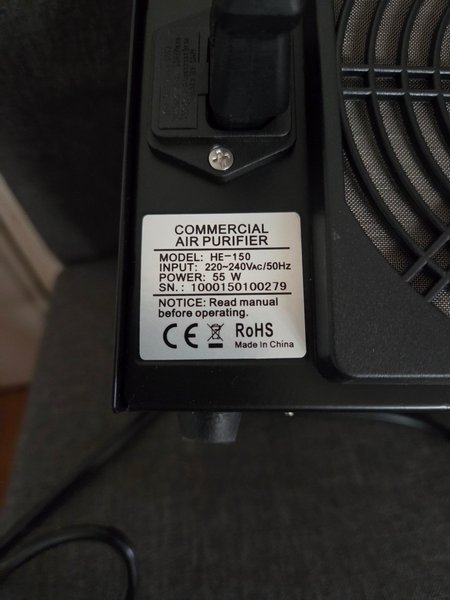 COMMERCIAL
AIR PURIFIER
MODEL: HE-150
INPUT: 220~240VAC/50Hz
POWER: 55 W
SN.: 1000150100279
NOTICE: Read manual
before operating.
CE RoHS
Made In China